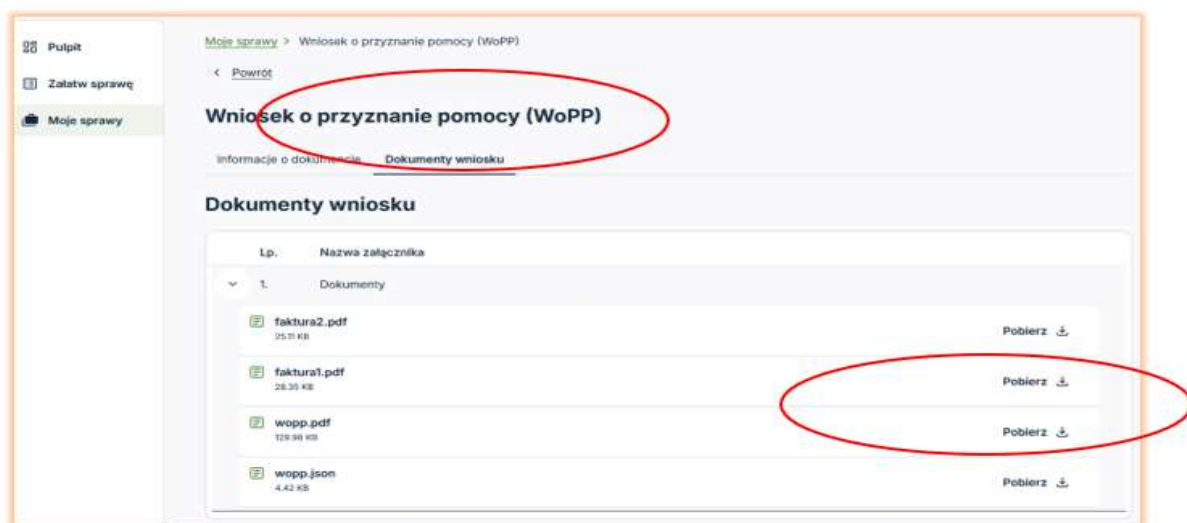 Pulpit
Załatw sprawę
Moje sprawy
Moje sprawy > Wniosek o przyznanie pomocy (WoPP)
< Powrót
Wniosek o przyznanie pomocy (WoPP)
Informacje o dokumencie Dokumenty wniosku
Dokumenty wniosku
Lp. Nazwa załącznika
1. Dokumenty
faktura2.pdf Pobierz
25.11 KB
faktura1.pdf Pobierz
28.35 KB
wopp.pdf Pobierz
129.98 KB
wopp.json Pobierz
4.42 KB